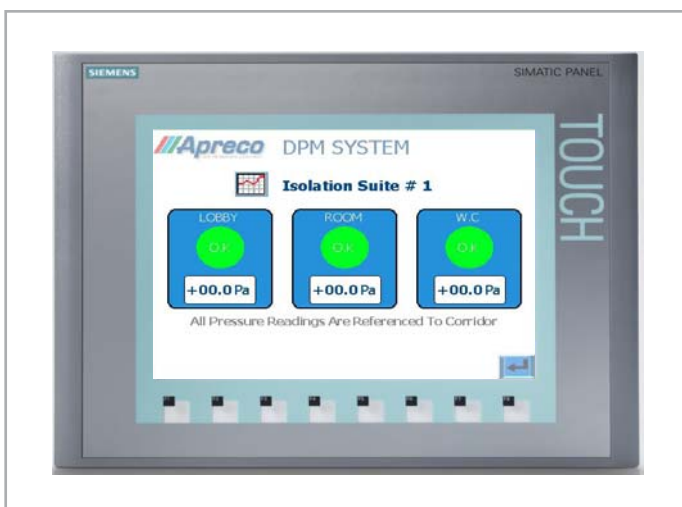 SIEMENS
SIMATIC PANEL
TOUCH
Apreco DPM SYSTEM
Isolation Suite # 1
LOBBY ROOM W.C
O.K O.K O.K
+00.0 Pa +00.0 Pa +00.0 Pa
All Pressure Readings Are Referenced To Corridor